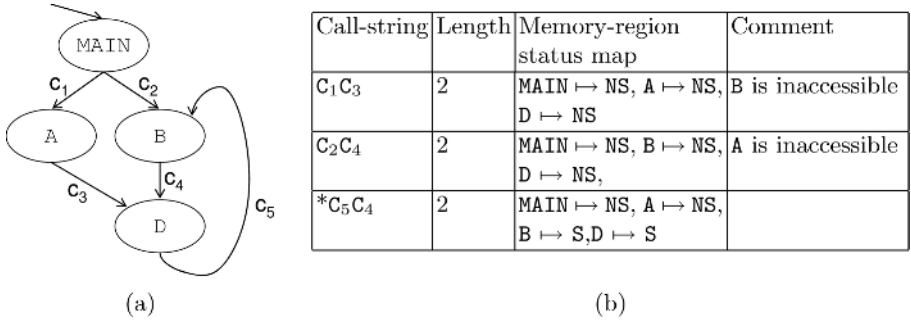 MAIN
C1 C2
A B
C3 C4
C5
D
(a)
Call-string Length Memory-region status map Comment
C₁C₃ 2 MAIN ↦ NS, A ↦ NS, B is inaccessible
D ↦ NS
C₂C₄ 2 MAIN ↦ NS, B ↦ NS, A is inaccessible
D ↦ NS,
*C₅C₄ 2 MAIN ↦ NS, A ↦ NS,
B ↦ S,D ↦ S
(b)